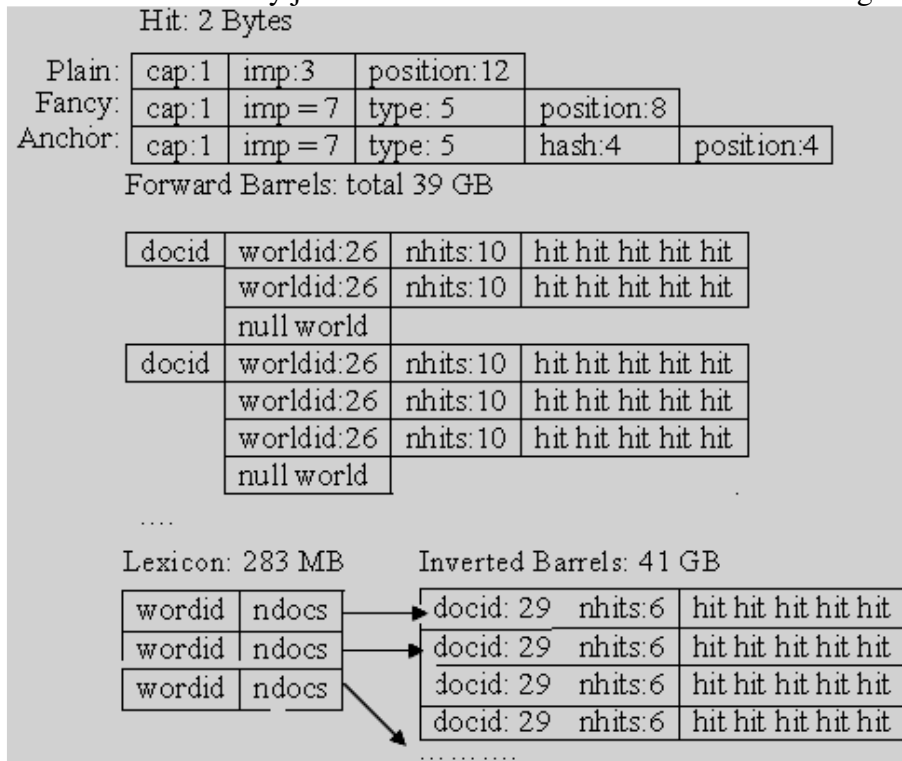 Hit: 2 Bytes
Plain: cap:1 imp:3 position:12
Fancy: cap:1 imp = 7 type: 5 position:8
Anchor: cap:1 imp = 7 type: 5 hash:4 position:4
Forward Barrels: total 39 GB
docid worldid:26 nhits:10 hit hit hit hit hit
worldid:26 nhits:10 hit hit hit hit hit
null world
docid worldid:26 nhits:10 hit hit hit hit hit
worldid:26 nhits:10 hit hit hit hit hit
worldid:26 nhits:10 hit hit hit hit hit
null world
....
Lexicon: 283 MB Inverted Barrels: 41 GB
wordid ndocs docid: 29 nhits:6 hit hit hit hit hit
wordid ndocs docid: 29 nhits:6 hit hit hit hit hit
wordid ndocs docid: 29 nhits:6 hit hit hit hit hit
docid: 29 nhits:6 hit hit hit hit hit
..........